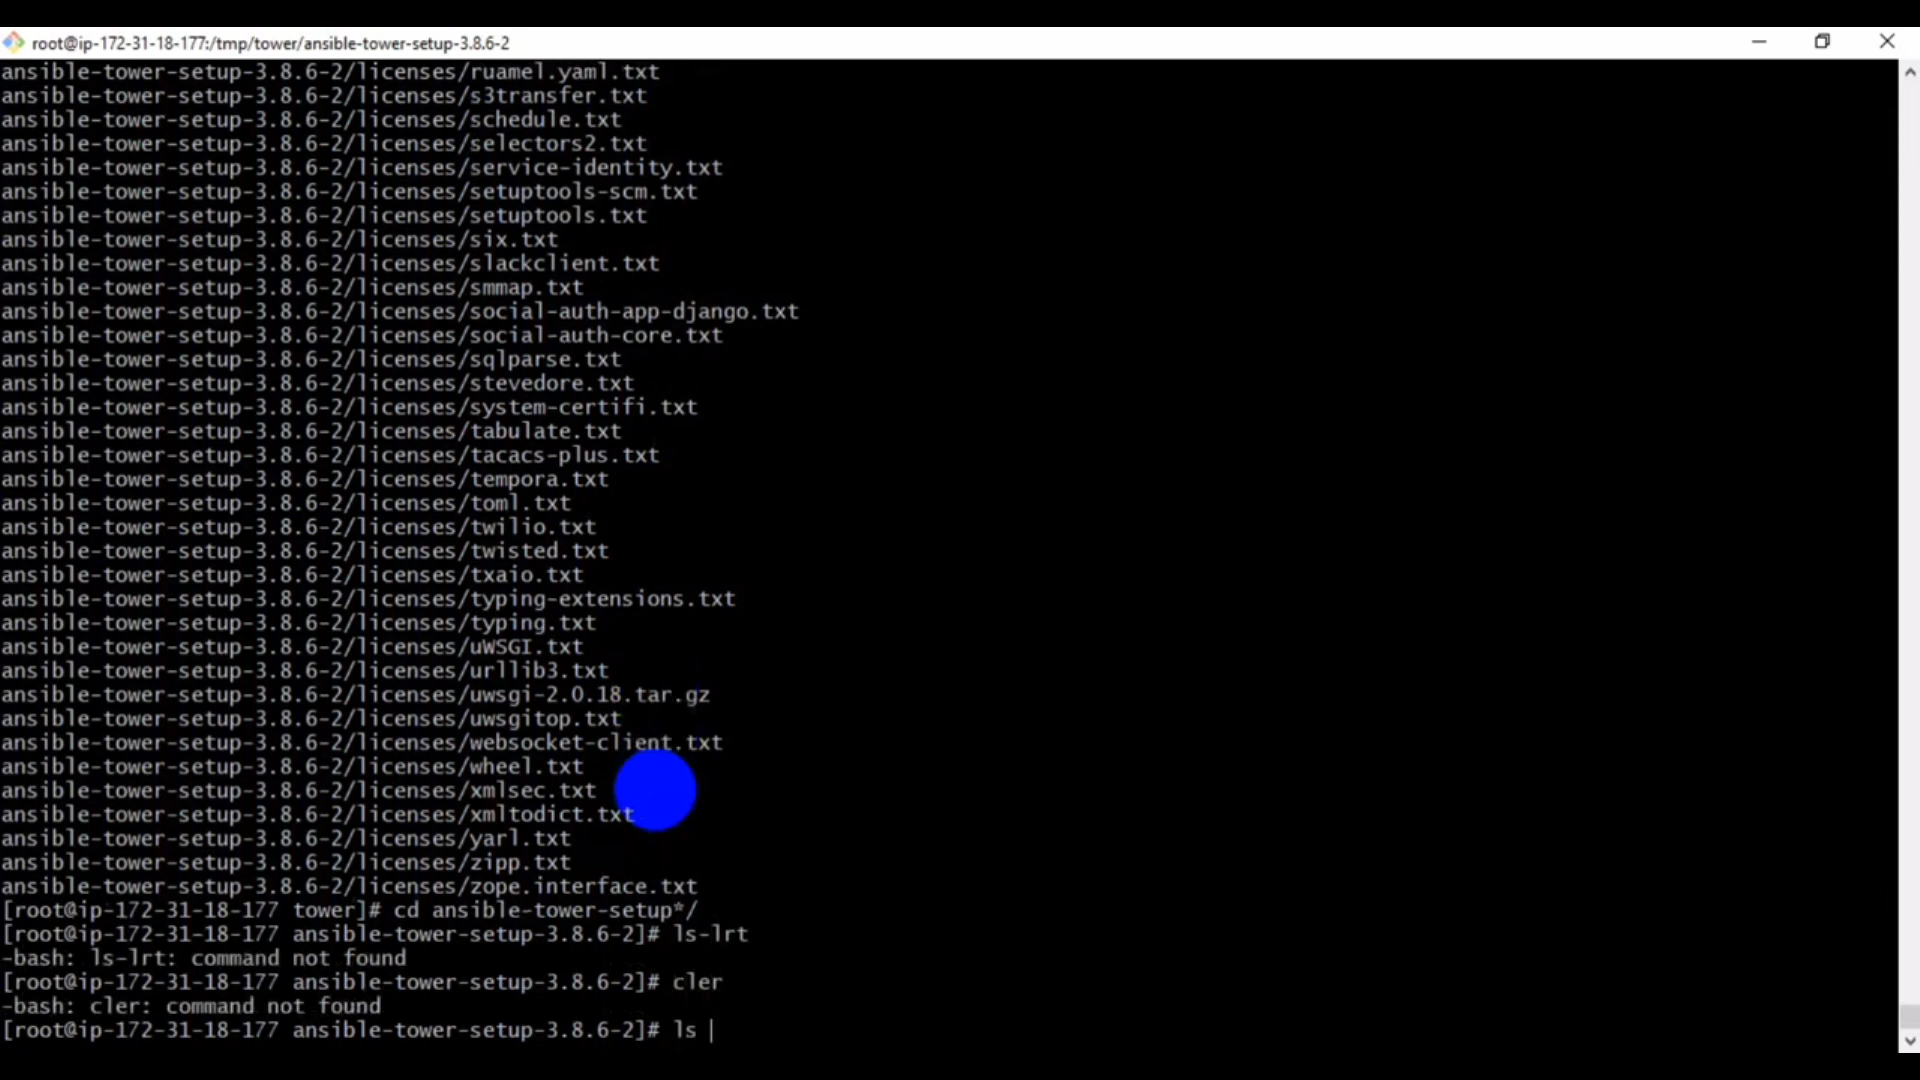 root@ip-172-31-18-177:/tmp/tower/ansible-tower-setup-3.8.6-2
ansible-tower-setup-3.8.6-2/licenses/ruamel.yaml.txt
ansible-tower-setup-3.8.6-2/licenses/s3transfer.txt
ansible-tower-setup-3.8.6-2/licenses/schedule.txt
ansible-tower-setup-3.8.6-2/licenses/selectors2.txt
ansible-tower-setup-3.8.6-2/licenses/service-identity.txt
ansible-tower-setup-3.8.6-2/licenses/setuptools-scm.txt
ansible-tower-setup-3.8.6-2/licenses/setuptools.txt
ansible-tower-setup-3.8.6-2/licenses/six.txt
ansible-tower-setup-3.8.6-2/licenses/slackclient.txt
ansible-tower-setup-3.8.6-2/licenses/smmap.txt
ansible-tower-setup-3.8.6-2/licenses/social-auth-app-django.txt
ansible-tower-setup-3.8.6-2/licenses/social-auth-core.txt
ansible-tower-setup-3.8.6-2/licenses/sqlparse.txt
ansible-tower-setup-3.8.6-2/licenses/stevedore.txt
ansible-tower-setup-3.8.6-2/licenses/system-certifi.txt
ansible-tower-setup-3.8.6-2/licenses/tabulate.txt
ansible-tower-setup-3.8.6-2/licenses/tacacs-plus.txt
ansible-tower-setup-3.8.6-2/licenses/tempora.txt
ansible-tower-setup-3.8.6-2/licenses/toml.txt
ansible-tower-setup-3.8.6-2/licenses/twilio.txt
ansible-tower-setup-3.8.6-2/licenses/twisted.txt
ansible-tower-setup-3.8.6-2/licenses/txaio.txt
ansible-tower-setup-3.8.6-2/licenses/typing-extensions.txt
ansible-tower-setup-3.8.6-2/licenses/typing.txt
ansible-tower-setup-3.8.6-2/licenses/uWSGI.txt
ansible-tower-setup-3.8.6-2/licenses/urllib3.txt
ansible-tower-setup-3.8.6-2/licenses/uwsgi-2.0.18.tar.gz
ansible-tower-setup-3.8.6-2/licenses/uwsgitop.txt
ansible-tower-setup-3.8.6-2/licenses/websocket-client.txt
ansible-tower-setup-3.8.6-2/licenses/wheel.txt
ansible-tower-setup-3.8.6-2/licenses/xmlsec.txt
ansible-tower-setup-3.8.6-2/licenses/xmltodict.txt
ansible-tower-setup-3.8.6-2/licenses/yarl.txt
ansible-tower-setup-3.8.6-2/licenses/zipp.txt
ansible-tower-setup-3.8.6-2/licenses/zope.interface.txt
[root@ip-172-31-18-177 tower]# cd ansible-tower-setup*/
[root@ip-172-31-18-177 ansible-tower-setup-3.8.6-2]# ls-lrt
-bash: ls-lrt: command not found
[root@ip-172-31-18-177 ansible-tower-setup-3.8.6-2]# cler
-bash: cler: command not found
[root@ip-172-31-18-177 ansible-tower-setup-3.8.6-2]# ls